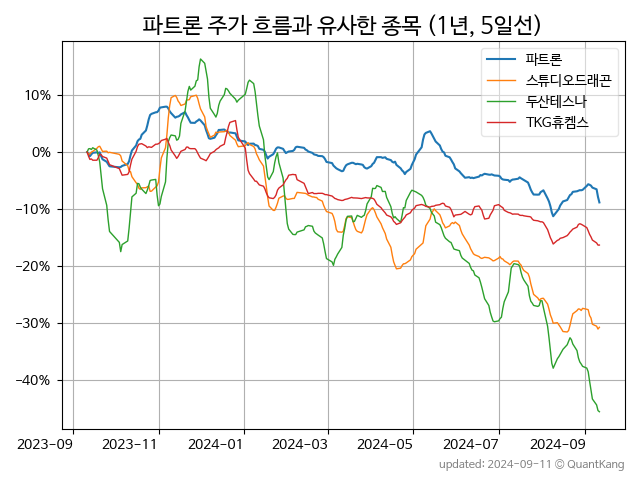 파트론 주가 흐름과 유사한 종목 (1년, 5일선)
파트론
스튜디오드래곤
두산테스나
TKG휴켐스
10%
0%
−10%
−20%
−30%
−40%
2023-09
2023-11
2024-01
2024-03
2024-05
2024-07
2024-09
updated: 2024-09-11 © QuantKang